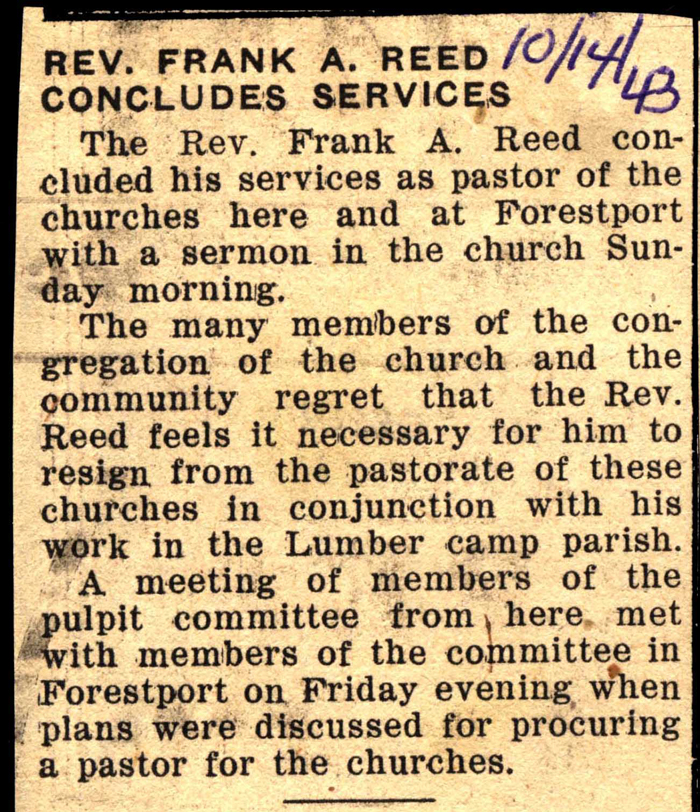 REV. FRANK A. REED 10/14/43
CONCLUDES SERVICES
The Rev. Frank A. Reed con-
cluded his services as pastor of the
churches here and at Forestport
with a sermon in the church Sun-
day morning.
The many members of the con-
gregation of the church and the
community regret that the Rev.
Reed feels it necessary for him to
resign from the pastorate of these
churches in conjunction with his
work in the Lumber camp parish.
A meeting of members of the
pulpit committee from here met
with members of the committee in
Forestport on Friday evening when
plans were discussed for procuring
a pastor for the churches.